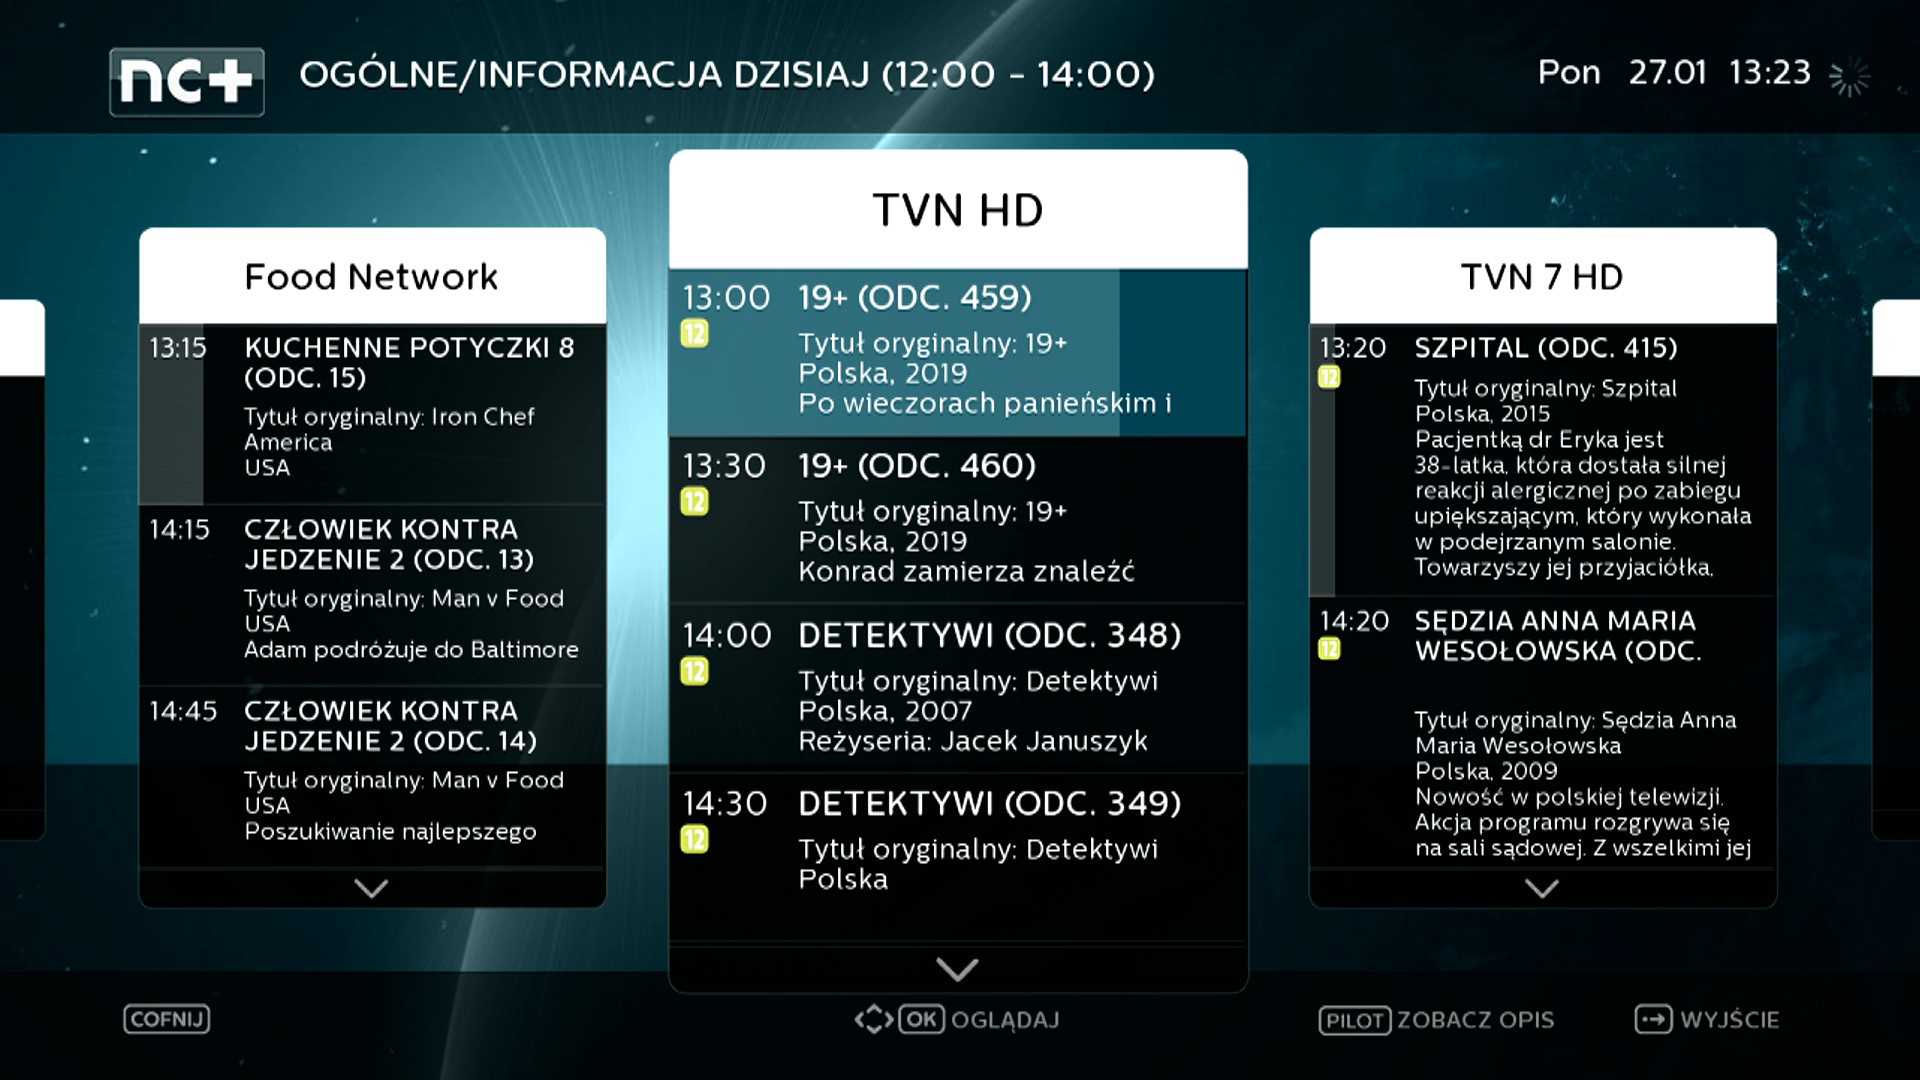 nc+
OGÓLNE/INFORMACJA DZISIAJ (12:00 - 14:00)
Pon 27.01 13:23
Food Network
13:15 KUCHENNE POTYCZKI 8
(ODC. 15)
Tytuł oryginalny: Iron Chef
America
USA
14:15 CZŁOWIEK KONTRA
JEDZENIE 2 (ODC. 13)
Tytuł oryginalny: Man v Food
USA
Adam podróżuje do Baltimore
14:45 CZŁOWIEK KONTRA
JEDZENIE 2 (ODC. 14)
Tytuł oryginalny: Man v Food
USA
Poszukiwanie najlepszego
TVN HD
13:00 19+ (ODC. 459)
12
Tytuł oryginalny: 19+
Polska, 2019
Po wieczorach panieńskim i
13:30 19+ (ODC. 460)
12
Tytuł oryginalny: 19+
Polska, 2019
Konrad zamierza znaleźć
14:00 DETEKTYWI (ODC. 348)
12
Tytuł oryginalny: Detektywi
Polska, 2007
Reżyseria: Jacek Januszyk
14:30 DETEKTYWI (ODC. 349)
12
Tytuł oryginalny: Detektywi
Polska
TVN 7 HD
13:20 SZPITAL (ODC. 415)
12
Tytuł oryginalny: Szpital
Polska, 2015
Pacjentką dr Eryka jest
38-latka, która dostała silnej
reakcji alergicznej po zabiegu
upiększającym, który wykonała
w podejrzanym salonie.
Towarzyszy jej przyjaciółka,
14:20 SĘDZIA ANNA MARIA
12 WESOŁOWSKA (ODC.
Tytuł oryginalny: Sędzia Anna
Maria Wesołowska
Polska, 2009
Nowość w polskiej telewizji.
Akcja programu rozgrywa się
na sali sądowej. Z wszelkimi jej
COFNIJ
OK OGLĄDAJ
PILOT ZOBACZ OPIS
WYJŚCIE